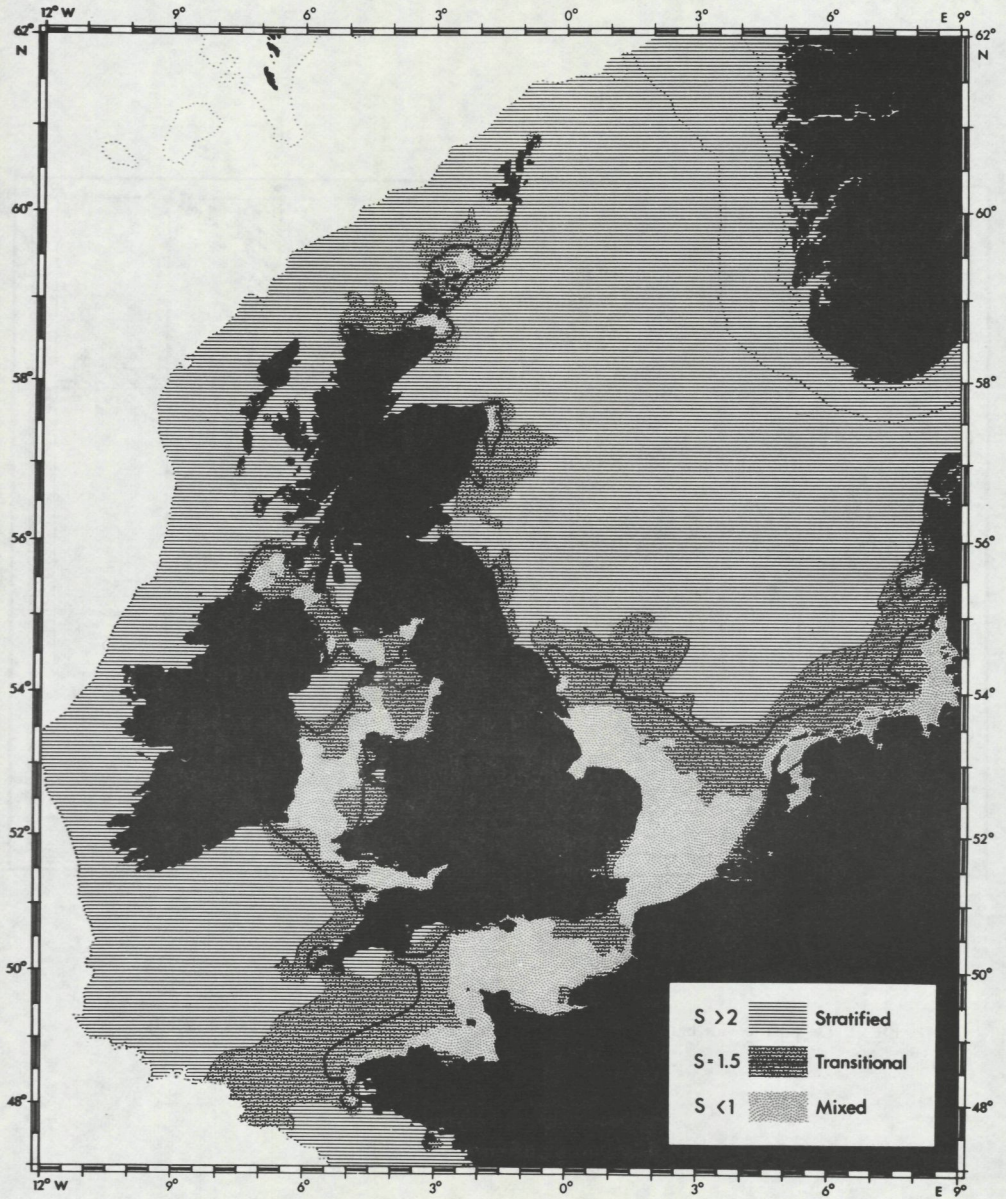 12° W 9° 6° 3° 0° 3° 6° E 9°
62° 62°
N N
60° 60°
58° 58°
56° 56°
54° 54°
52° 52°
50° 50°
S >2 Stratified
S=1.5 Transitional
S <1 Mixed
48° 48°
12° W 9° 6° 3° 0° 3° 6° E 9°